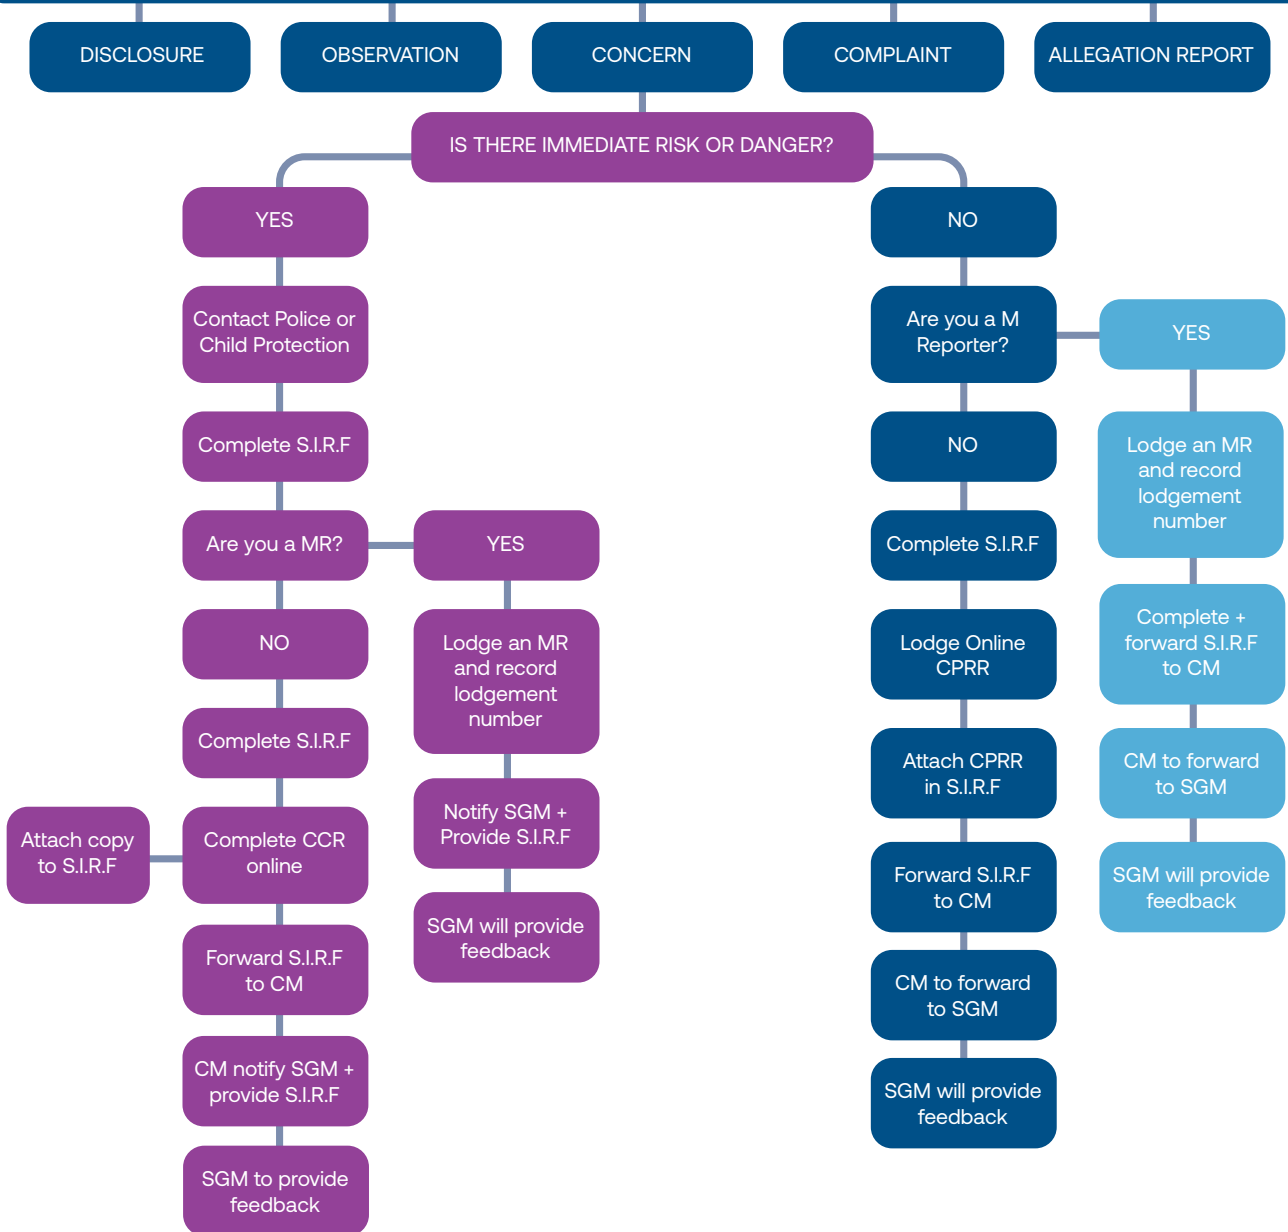 DISCLOSURE
OBSERVATION
CONCERN
COMPLAINT
ALLEGATION REPORT
IS THERE IMMEDIATE RISK OR DANGER?
YES
Contact Police or
Child Protection
Complete S.I.R.F
Are you a MR?
NO
Complete S.I.R.F
Complete CCR
online
Attach copy
to S.I.R.F
Forward S.I.R.F
to CM
CM notify SGM +
provide S.I.R.F
SGM to provide
feedback
YES
Lodge an MR
and record
lodgement
number
Notify SGM +
Provide S.I.R.F
SGM will provide
feedback
NO
Are you a M
Reporter?
NO
Complete S.I.R.F
Lodge Online
CPRR
Attach CPRR
in S.I.R.F
Forward S.I.R.F
to CM
CM to forward
to SGM
SGM will provide
feedback
YES
Lodge an MR
and record
lodgement
number
Complete +
forward S.I.R.F
to CM
CM to forward
to SGM
SGM will provide
feedback